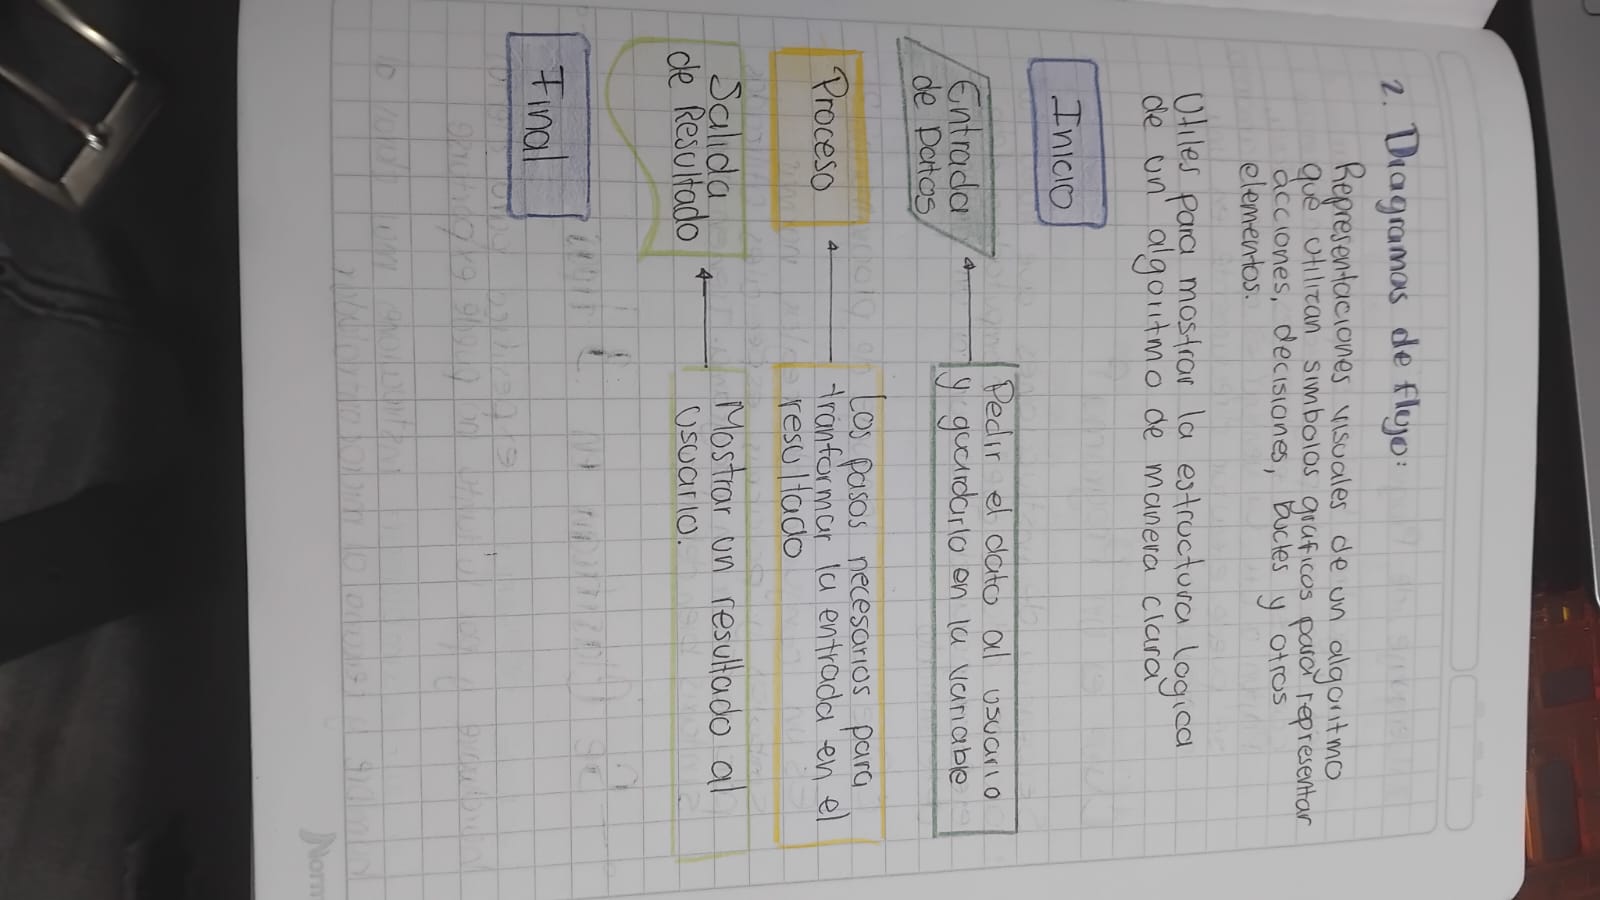 2. Diagramas de flujo:
Representaciones visuales de un algoritmo
que utilizan simbolos graficos para representar
acciones, decisiones, bucles y otros
elementos.
Utiles para mostrar la estructura logica
de un algoritmo de manera clara
Inicio
Entrada
de Datos
Pedir el dato al usuario
y guardarlo en la variable
Proceso
Los pasos necesarios para
tranformar la entrada en el
resultado
Salida
de Resultado
Mostrar un resultado al
usuario.
Final